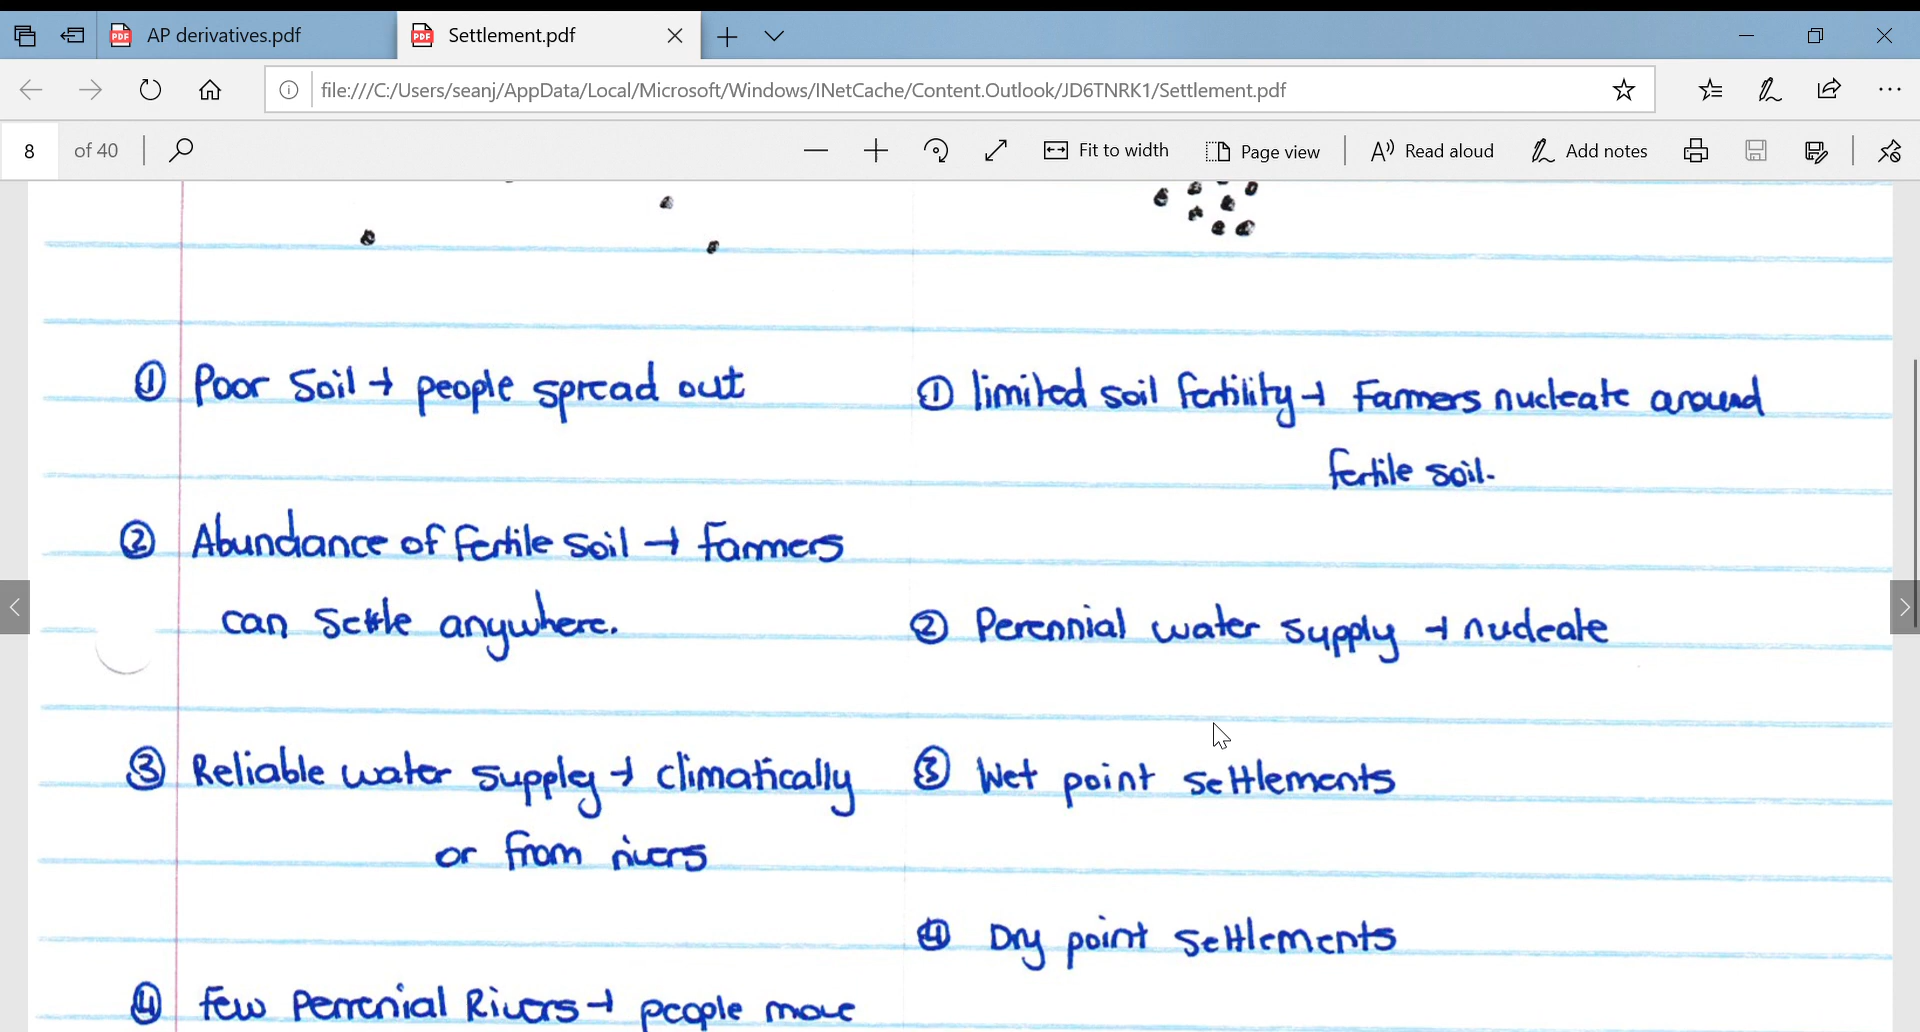 AP derivatives.pdf
Settlement.pdf
file:///C:/Users/seanj/AppData/Local/Microsoft/Windows/INetCache/Content.Outlook/JD6TNRK1/Settlement.pdf
8 of 40
Fit to width
Page view
Read aloud
Add notes
① Poor Soil → people spread out
② Abundance of fertile soil → farmers
can settle anywhere.
③ Reliable water suppley → climatically
or from rivers
④ few Perrenial Rivers → people move
① limited soil fertility → Farmers nucleate around
fertile soil.
② Perennial water supply → nucleate
③ Wet point settlements
④ Dry point settlements